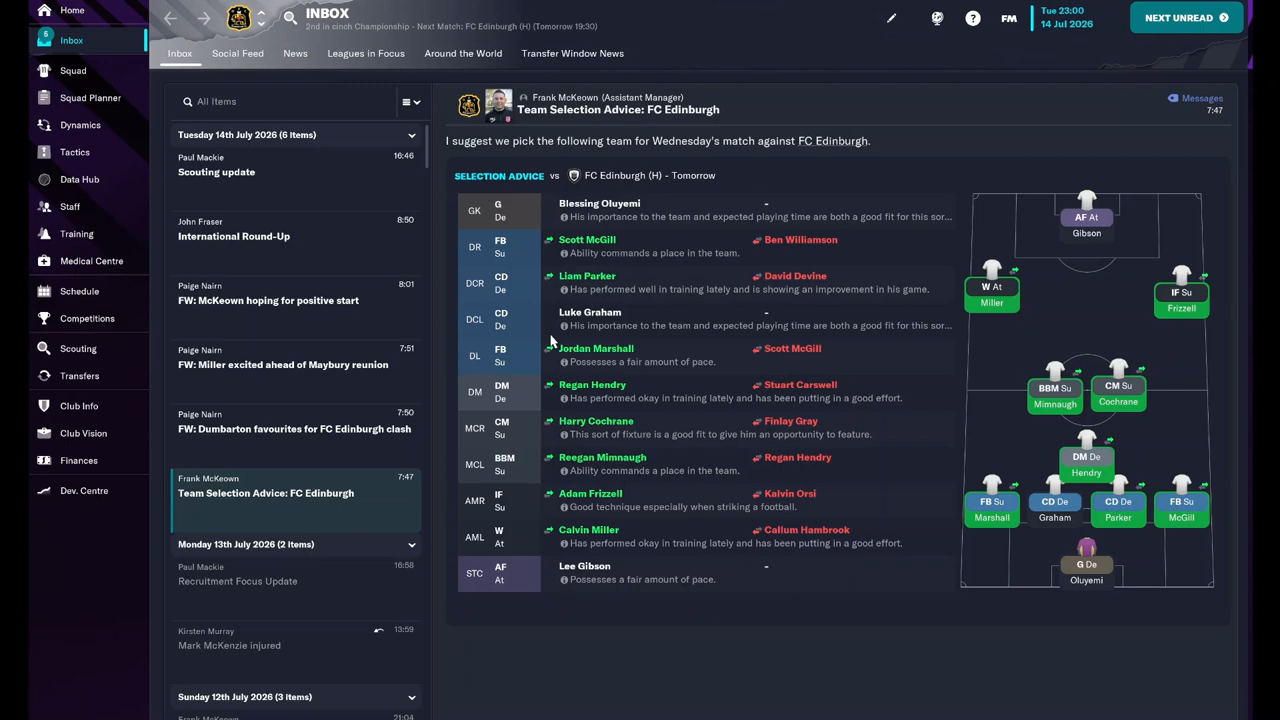 Home
INBOX
2nd in cinch Championship - Next Match: FC Edinburgh (H) (Tomorrow 19:30)
FM
Tue 23:00
14 Jul 2026
NEXT UNREAD
5
Inbox
Squad
Squad Planner
Dynamics
Tactics
Data Hub
Staff
Training
Medical Centre
Schedule
Competitions
Scouting
Transfers
Club Info
Club Vision
Finances
Dev. Centre
Inbox
Social Feed
News
Leagues in Focus
Around the World
Transfer Window News
All Items
Tuesday 14th July 2026 (6 Items)
Paul Mackie 16:46
Scouting update
John Fraser 8:50
International Round-Up
Paige Nairn 8:01
FW: McKeown hoping for positive start
Paige Nairn 7:51
FW: Miller excited ahead of Maybury reunion
Paige Nairn 7:50
FW: Dumbarton favourites for FC Edinburgh clash
Frank McKeown 7:47
Team Selection Advice: FC Edinburgh
Monday 13th July 2026 (2 Items)
Paul Mackie 16:58
Recruitment Focus Update
Kirsten Murray 13:59
Mark McKenzie injured
Sunday 12th July 2026 (3 Items)
Frank McKeown 21:04
Frank McKeown (Assistant Manager)
Team Selection Advice: FC Edinburgh
Messages
7:47
I suggest we pick the following team for Wednesday's match against FC Edinburgh.
SELECTION ADVICE vs FC Edinburgh (H) - Tomorrow
GK G De Blessing Oluyemi -
His importance to the team and expected playing time are both a good fit for this sor...
DR FB Su Scott McGill Ben Williamson
Ability commands a place in the team.
DCR CD De Liam Parker David Devine
Has performed well in training lately and is showing an improvement in his game.
DCL CD De Luke Graham -
His importance to the team and expected playing time are both a good fit for this sor...
DL FB Su Jordan Marshall Scott McGill
Possesses a fair amount of pace.
DM DM De Regan Hendry Stuart Carswell
Has performed okay in training lately and has been putting in a good effort.
MCR CM Su Harry Cochrane Finlay Gray
This sort of fixture is a good fit to give him an opportunity to feature.
MCL BBM Su Reegan Mimnaugh Regan Hendry
Ability commands a place in the team.
AMR IF Su Adam Frizzell Kalvin Orsi
Good technique especially when striking a football.
AML W At Calvin Miller Callum Hambrook
Has performed okay in training lately and has been putting in a good effort.
STC AF At Lee Gibson -
Possesses a fair amount of pace.
AF At
Gibson
W At
Miller
IF Su
Frizzell
BBM Su
Mimnaugh
CM Su
Cochrane
DM De
Hendry
FB Su
Marshall
CD De
Graham
CD De
Parker
FB Su
McGill
G De
Oluyemi